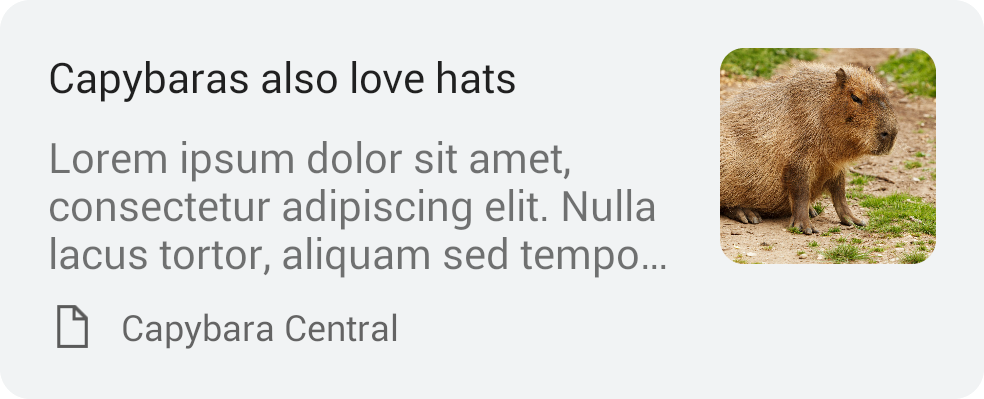 Capybaras also love hats
Lorem ipsum dolor sit amet,
consectetur adipiscing elit. Nulla
lacus tortor, aliquam sed tempo...
Capybara Central